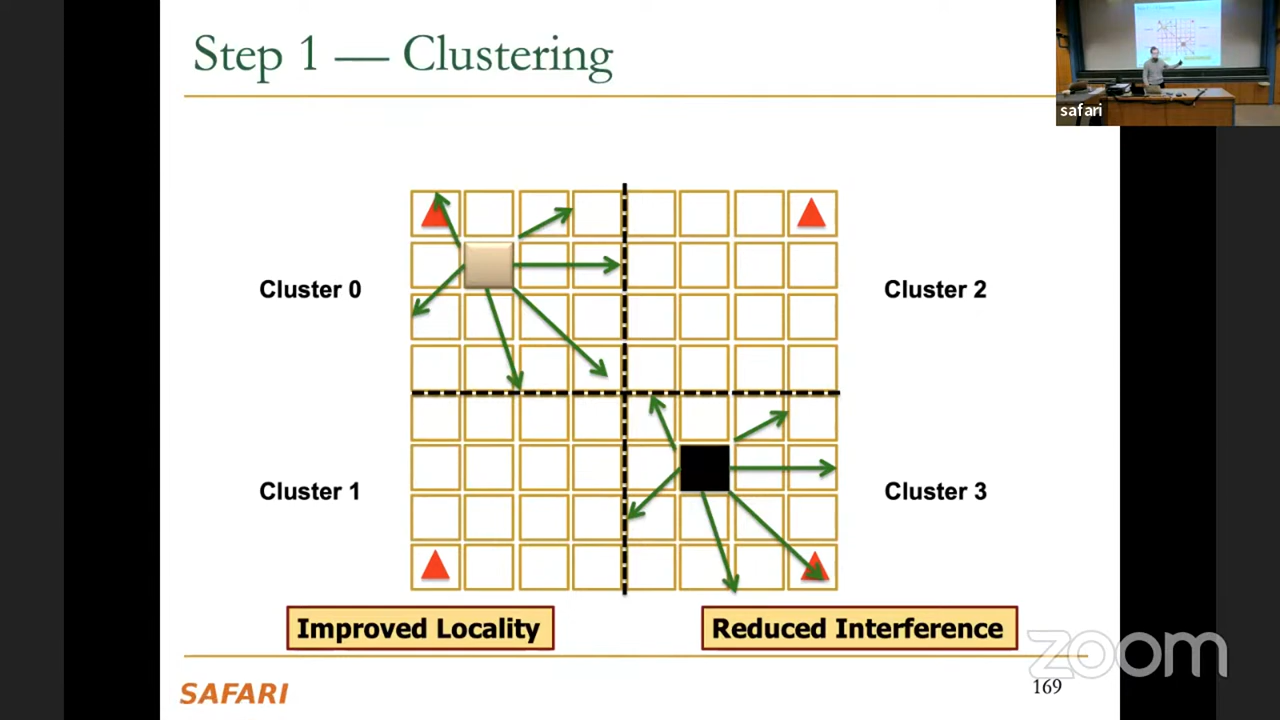 Step 1 — Clustering
safari
Cluster 0
Cluster 2
Cluster 1
Cluster 3
Improved Locality
Reduced Interference
zoom
SAFARI
169